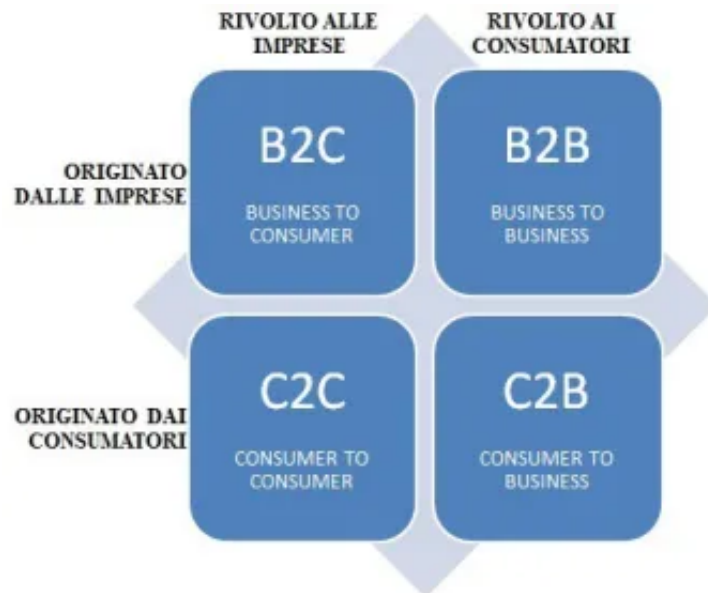 RIVOLTO ALLE
IMPRESE
RIVOLTO AI
CONSUMATORI
ORIGINATO
DALLE IMPRESE
B2C
BUSINESS TO
CONSUMER
B2B
BUSINESS TO
BUSINESS
ORIGINATO DAI
CONSUMATORI
C2C
CONSUMER TO
CONSUMER
C2B
CONSUMER TO
BUSINESS